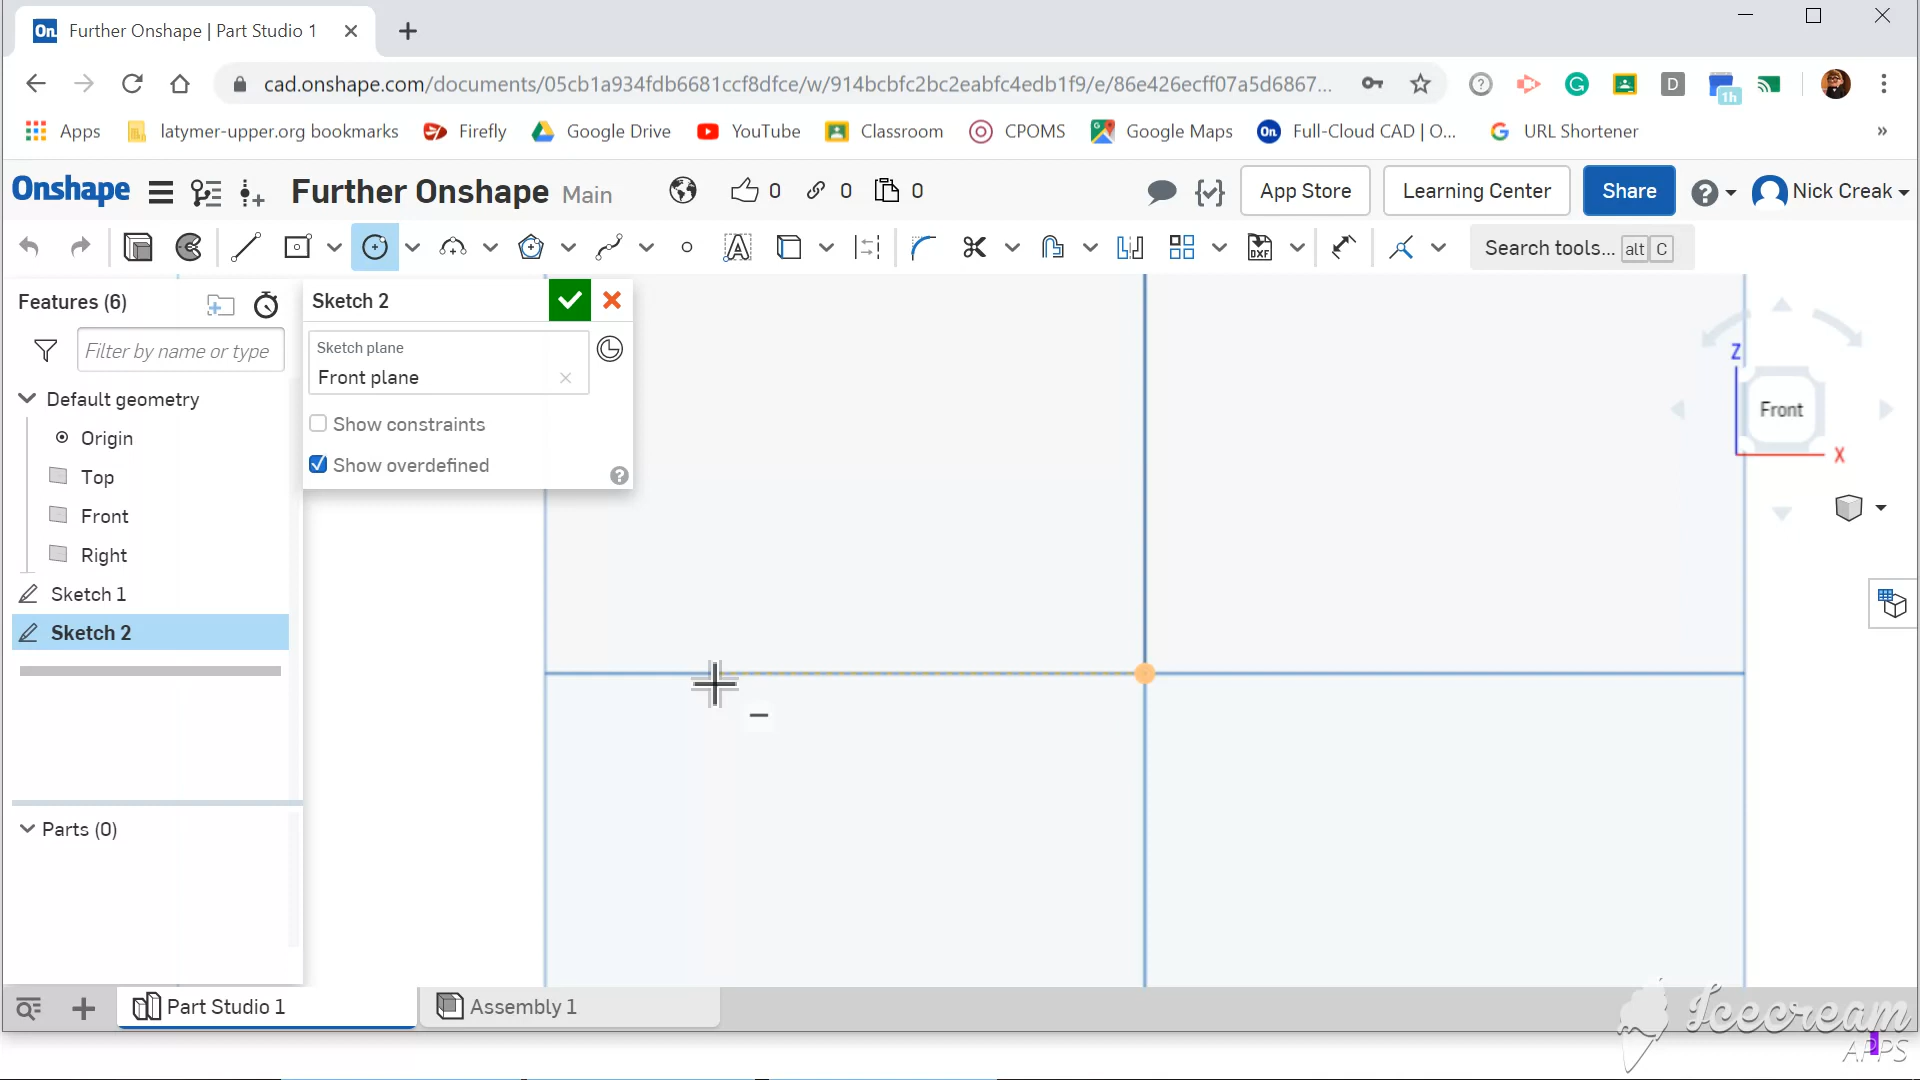 On Further Onshape | Part Studio 1
cad.onshape.com/documents/05cb1a934fdb6681ccf8dfce/w/914bcbfc2bc2eabfc4edb1f9/e/86e426ecff07a5d6867... ? D 1h
Apps latymer-upper.org bookmarks Firefly Google Drive YouTube Classroom CPOMS Google Maps On Full-Cloud CAD | O... URL Shortener »
Onshape Further Onshape Main 0 0 0 App Store Learning Center Share ? Nick Creak
A DXF Search tools... alt C
Features (6)
Filter by name or type
Default geometry
Origin
Top
Front
Right
Sketch 1
Sketch 2
Parts (0)
Sketch 2
Sketch plane
Front plane
Show constraints
Show overdefined
?
Z
Front
X
Part Studio 1 Assembly 1
Icecream
APPS